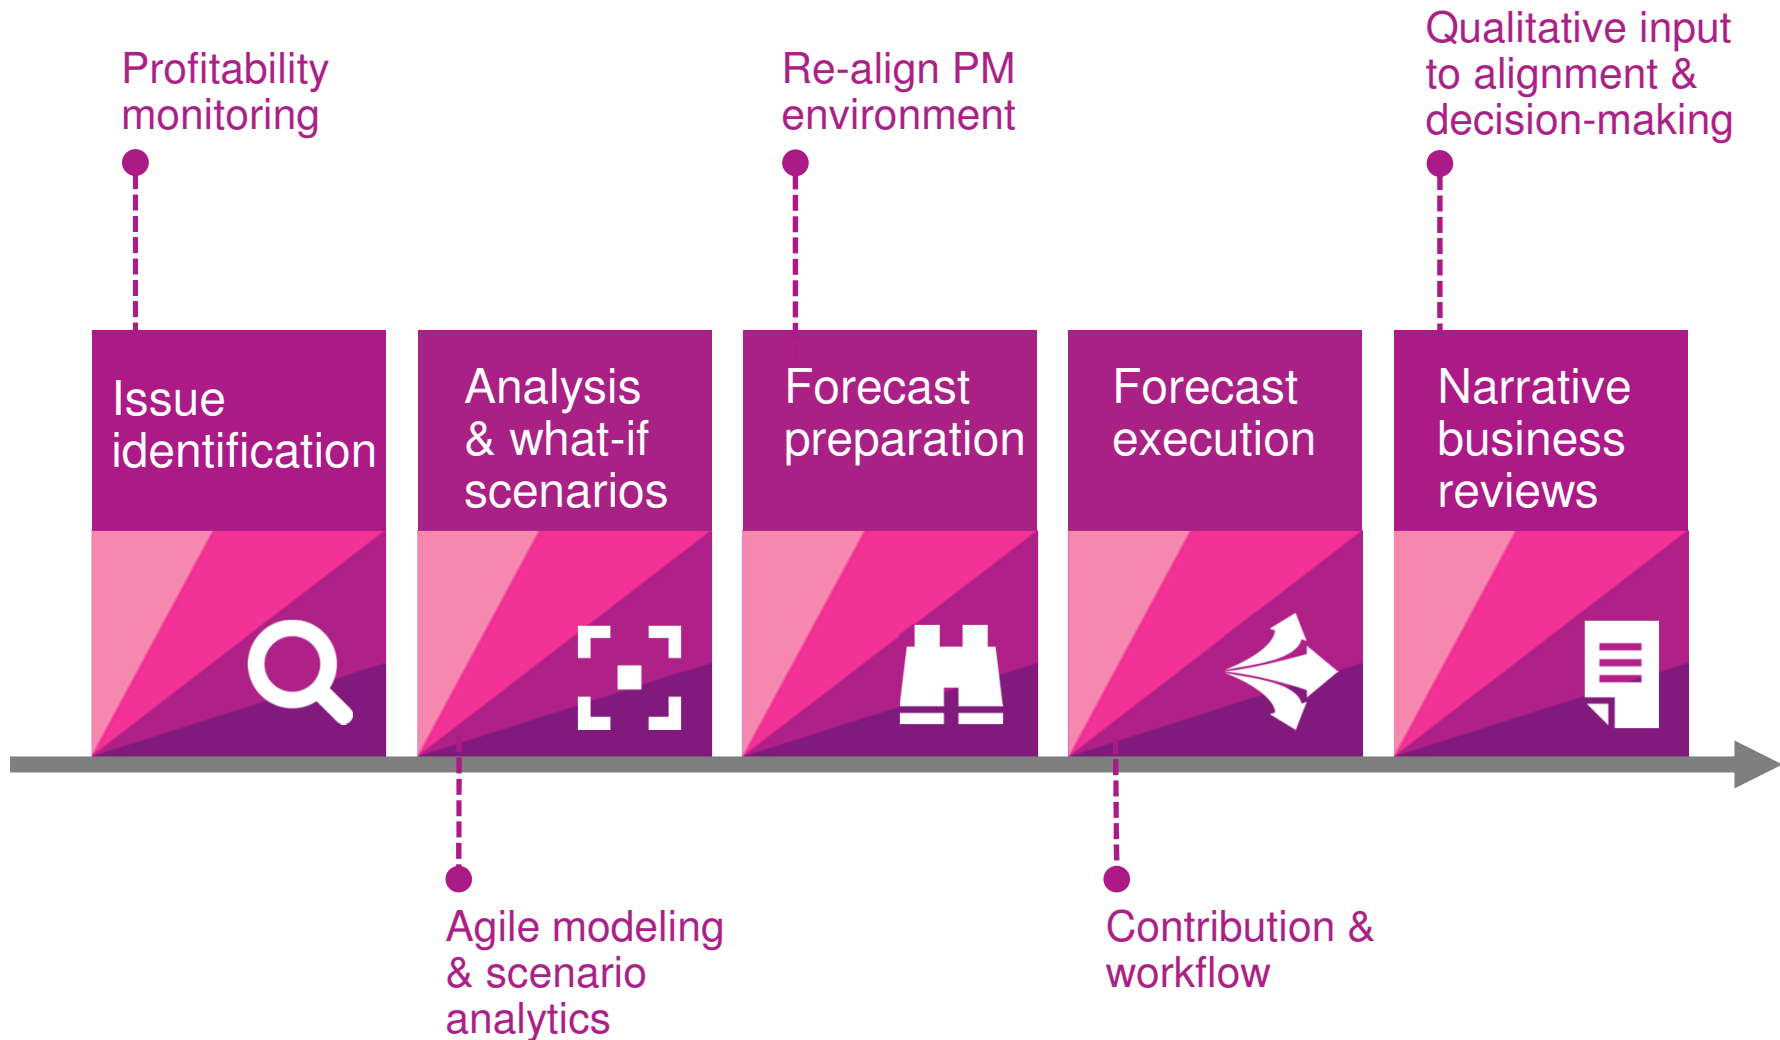 Profitability
monitoring
Re-align PM
environment
Qualitative input
to alignment &
decision-making
Issue
identification
Analysis
& what-if
scenarios
Forecast
preparation
Forecast
execution
Narrative
business
reviews
Agile modeling
& scenario
analytics
Contribution &
workflow